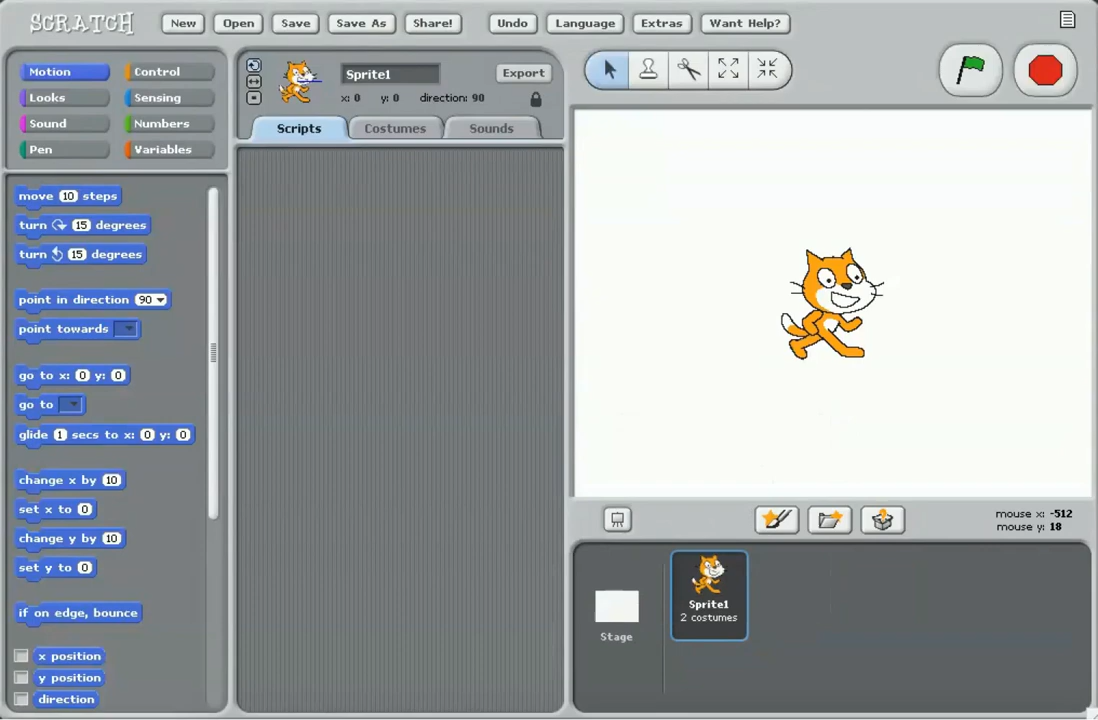 SCRATCH
New Open Save Save As Share! Undo Language Extras Want Help?
Motion Control
Looks Sensing
Sound Numbers
Pen Variables
move 10 steps
turn 15 degrees
turn 15 degrees
point in direction 90
point towards
go to x: 0 y: 0
go to
glide 1 secs to x: 0 y: 0
change x by 10
set x to 0
change y by 10
set y to 0
if on edge, bounce
x position
y position
direction
Sprite1 Export
x: 0 y: 0 direction: 90
Scripts Costumes Sounds
mouse x: -512
mouse y: 18
Stage
Sprite1
2 costumes